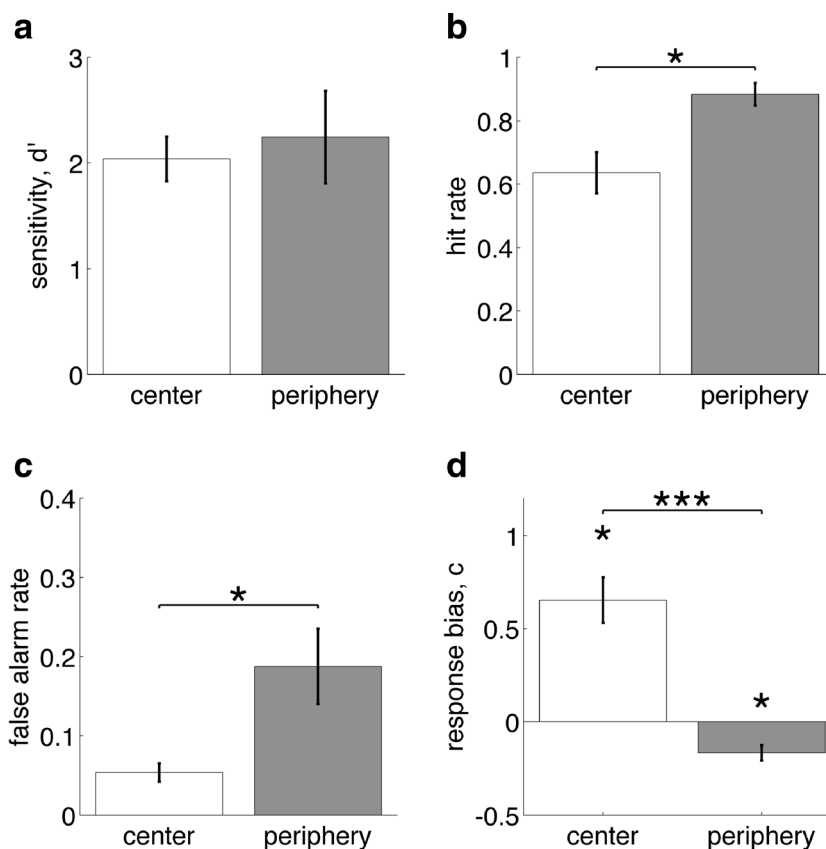 a
3
2
1
0
sensitivity, d'
center periphery
b
*
1
0.8
0.6
0.4
0.2
0
hit rate
center periphery
c
0.4
0.3
0.2
0.1
0
*
false alarm rate
center periphery
d
***
1
*
0.5
*
0
-0.5
response bias, c
center periphery